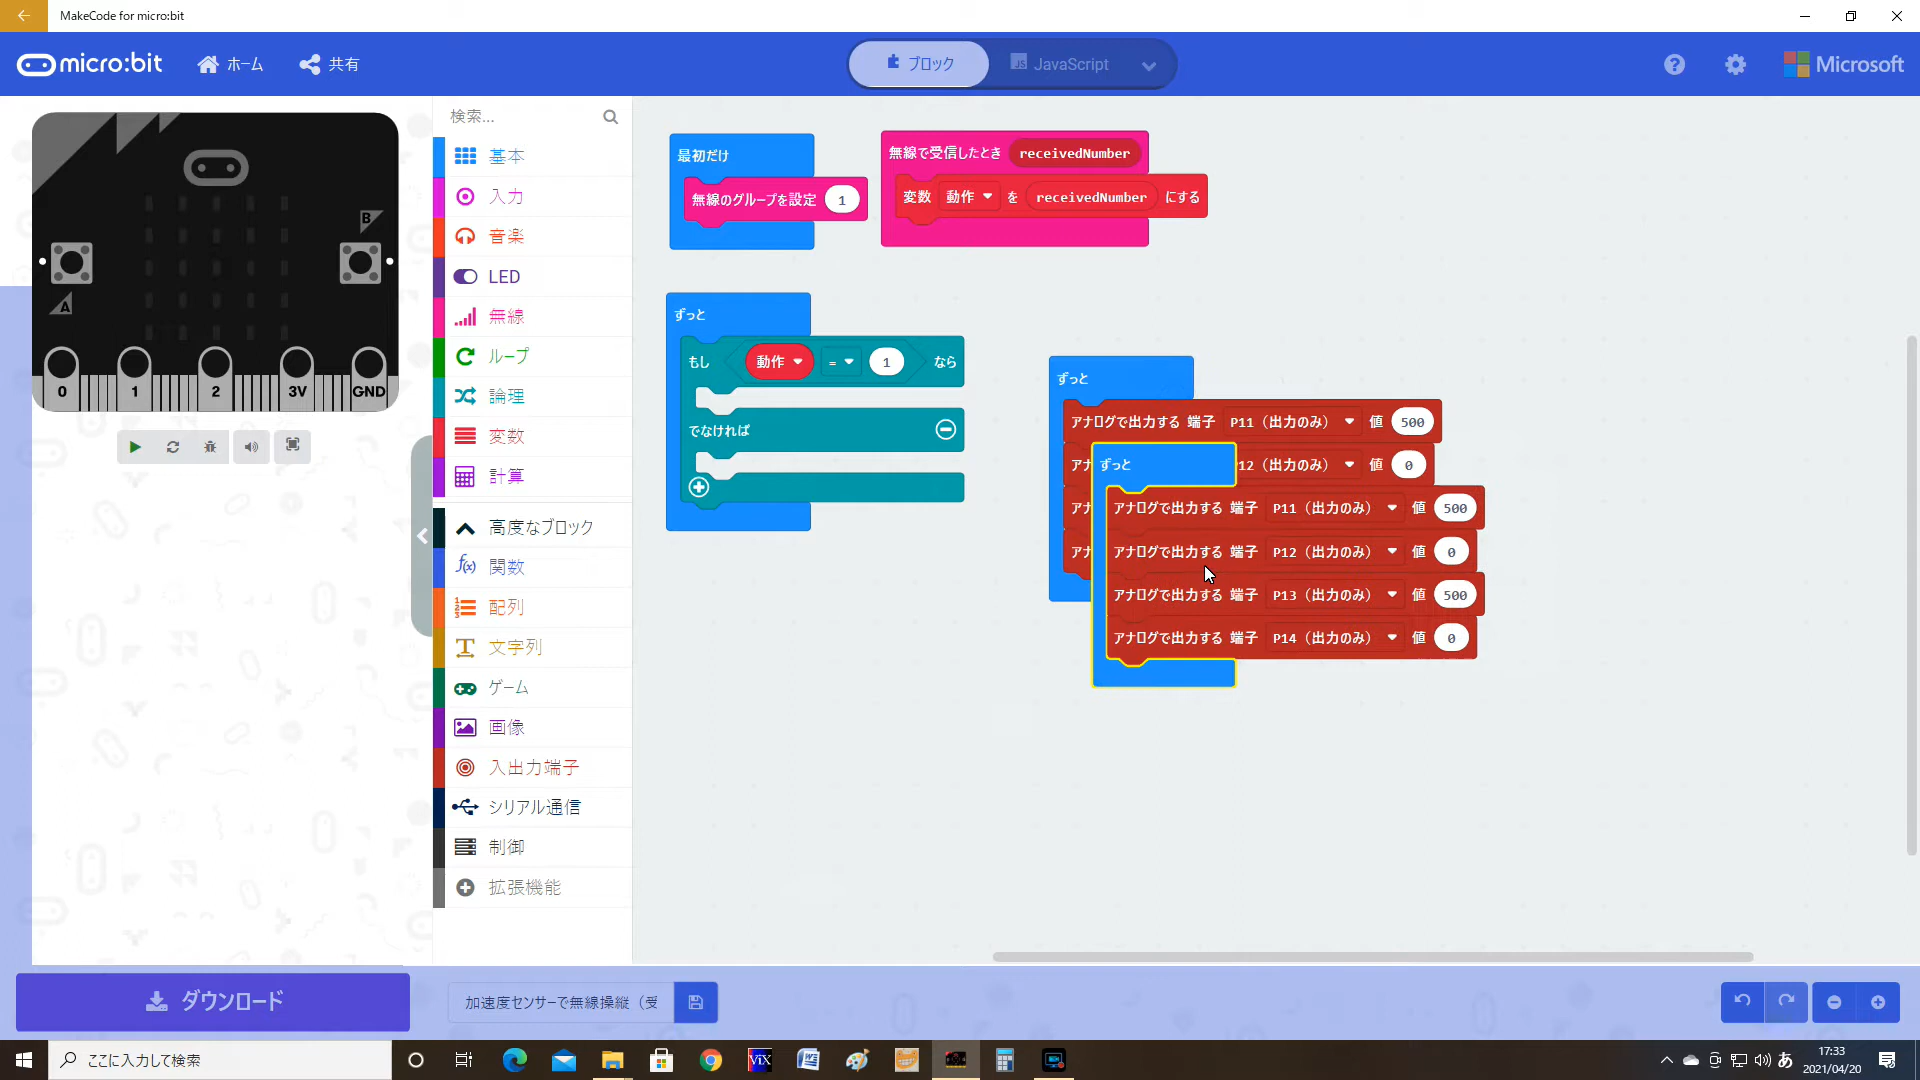 MakeCode for micro:bit
micro:bit ホーム 共有 ブロック JavaScript Microsoft
検索...
基本
入力
音楽
LED
無線
ループ
論理
変数
計算
高度なブロック
関数
配列
文字列
ゲーム
画像
入出力端子
シリアル通信
制御
拡張機能
B
A
0 1 2 3V GND
最初だけ
無線のグループを設定 1
無線で受信したとき receivedNumber
変数 動作 を receivedNumber にする
ずっと
もし 動作 = 1 なら
でなければ
ずっと
アナログで出力する 端子 P11（出力のみ） 値 500
アナ 12（出力のみ） 値 0
アナ
アナ
ずっと
アナログで出力する 端子 P11（出力のみ） 値 500
アナログで出力する 端子 P12（出力のみ） 値 0
アナログで出力する 端子 P13（出力のみ） 値 500
アナログで出力する 端子 P14（出力のみ） 値 0
ダウンロード
加速度センサーで無線操縦（受
ここに入力して検索
ViX
あ
17:33
2021/04/20